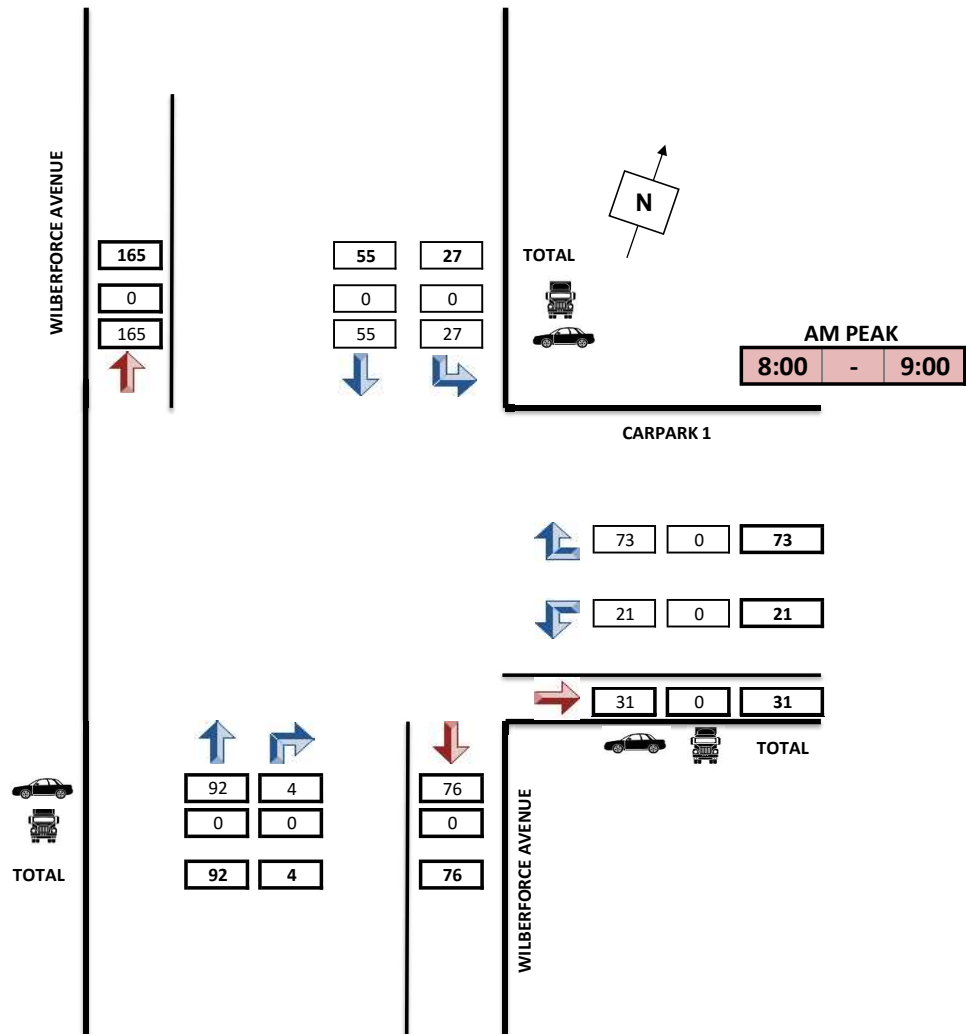 WILBERFORCE AVENUE
N
165 55 27 TOTAL
0 0 0
165 55 27
AM PEAK
8:00 - 9:00
CARPARK 1
73 0 73
21 0 21
31 0 31
TOTAL
92 4 76
0 0 0
TOTAL 92 4 76
WILBERFORCE AVENUE